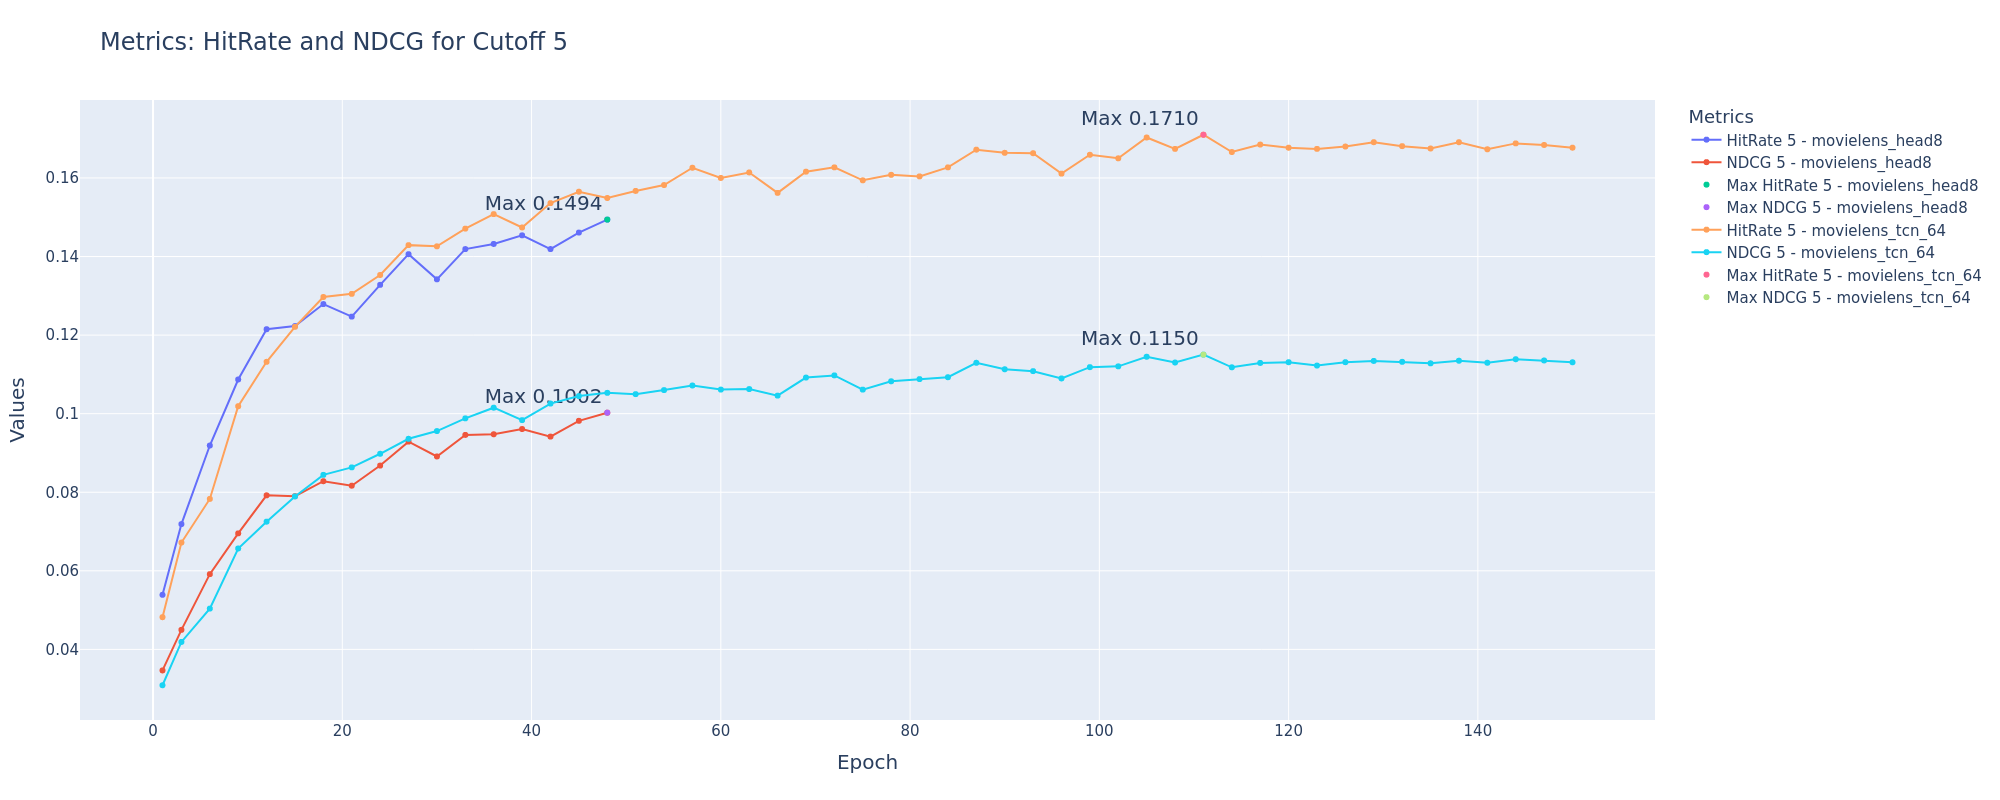 Metrics: HitRate and NDCG for Cutoff 5
Max 0.1710
Max 0.1494
Max 0.1150
Max 0.1002
0.16
0.14
0.12
0.1
0.08
0.06
0.04
Values
0
20
40
60
80
100
120
140
Epoch
Metrics
HitRate 5 - movielens_head8
NDCG 5 - movielens_head8
Max HitRate 5 - movielens_head8
Max NDCG 5 - movielens_head8
HitRate 5 - movielens_tcn_64
NDCG 5 - movielens_tcn_64
Max HitRate 5 - movielens_tcn_64
Max NDCG 5 - movielens_tcn_64